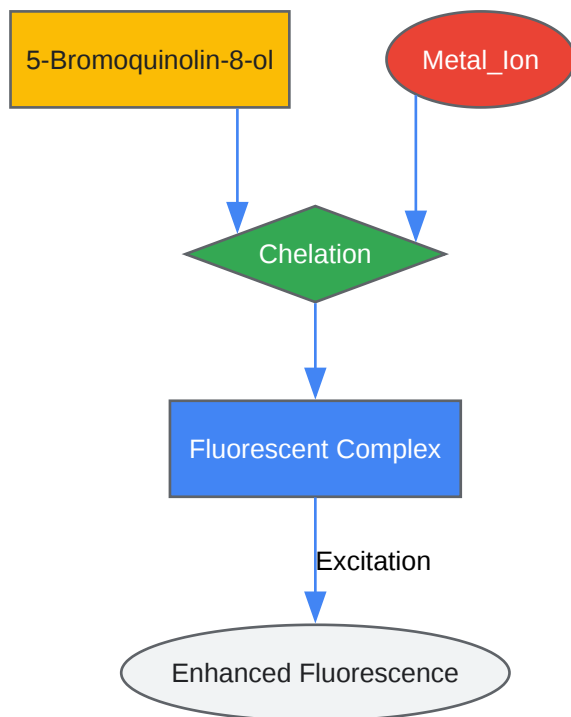 5-Bromoquinolin-8-ol
Metal_Ion
Chelation
Fluorescent Complex
Excitation
Enhanced Fluorescence